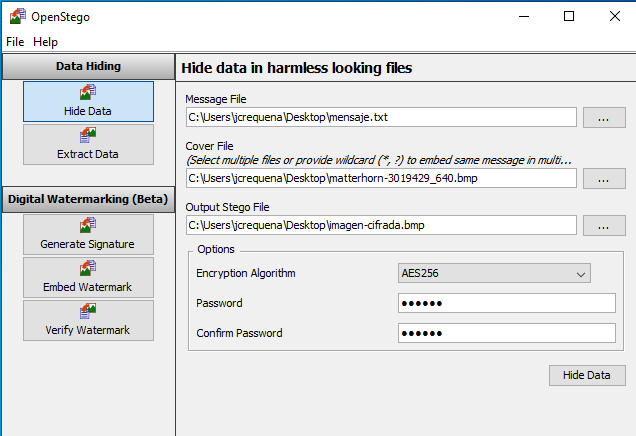 OpenStego
File Help
Data Hiding
Hide Data
Extract Data
Digital Watermarking (Beta)
Generate Signature
Embed Watermark
Verify Watermark
Hide data in harmless looking files
Message File
C:\Users\jcrequena\Desktop\mensaje.txt
...
Cover File
(Select multiple files or provide wildcard (*, ?) to embed same message in multi...
C:\Users\jcrequena\Desktop\matterhorn-3019429_640.bmp
...
Output Stego File
C:\Users\jcrequena\Desktop\imagen-cifrada.bmp
...
Options
Encryption Algorithm AES256
Password ●●●●●●
Confirm Password ●●●●●●
Hide Data